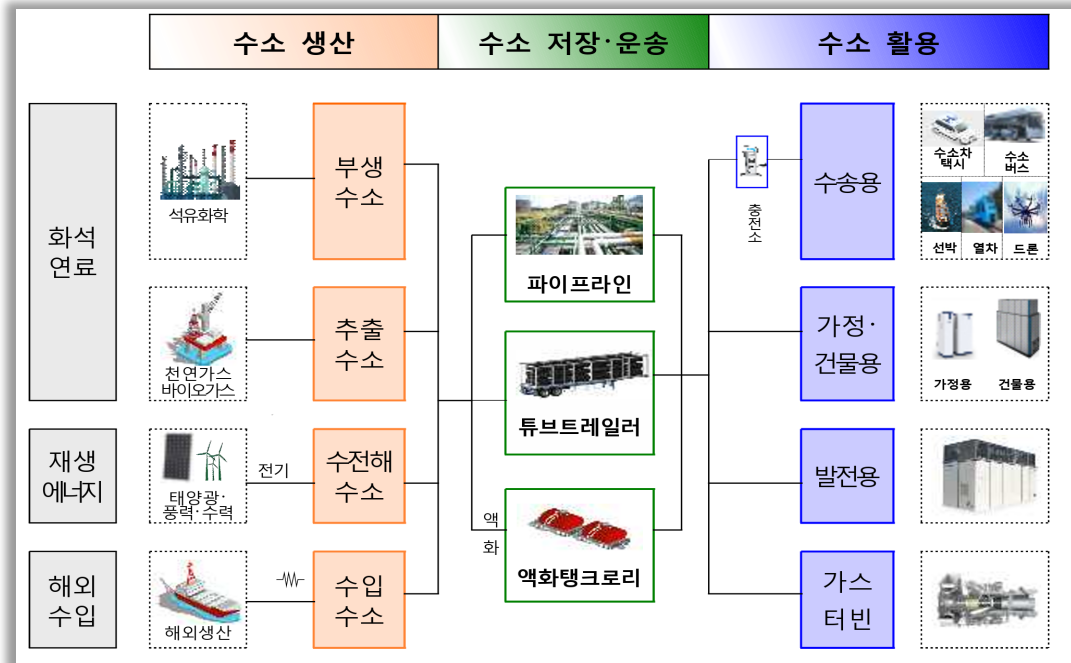 수소 생산
수소 저장·운송
수소 활용
화석
연료
석유화학
부생
수소
천연가스
바이오가스
추출
수소
재생
에너지
태양광·
풍력·수력
전기
수전해
수소
해외
수입
해외생산
수입
수소
파이프라인
튜브트레일러
액
화
액화탱크로리
충
전
소
수송용
수소차
택시
수소
버스
선박
열차
드론
가정·
건물용
가정용
건물용
발전용
가스
터빈